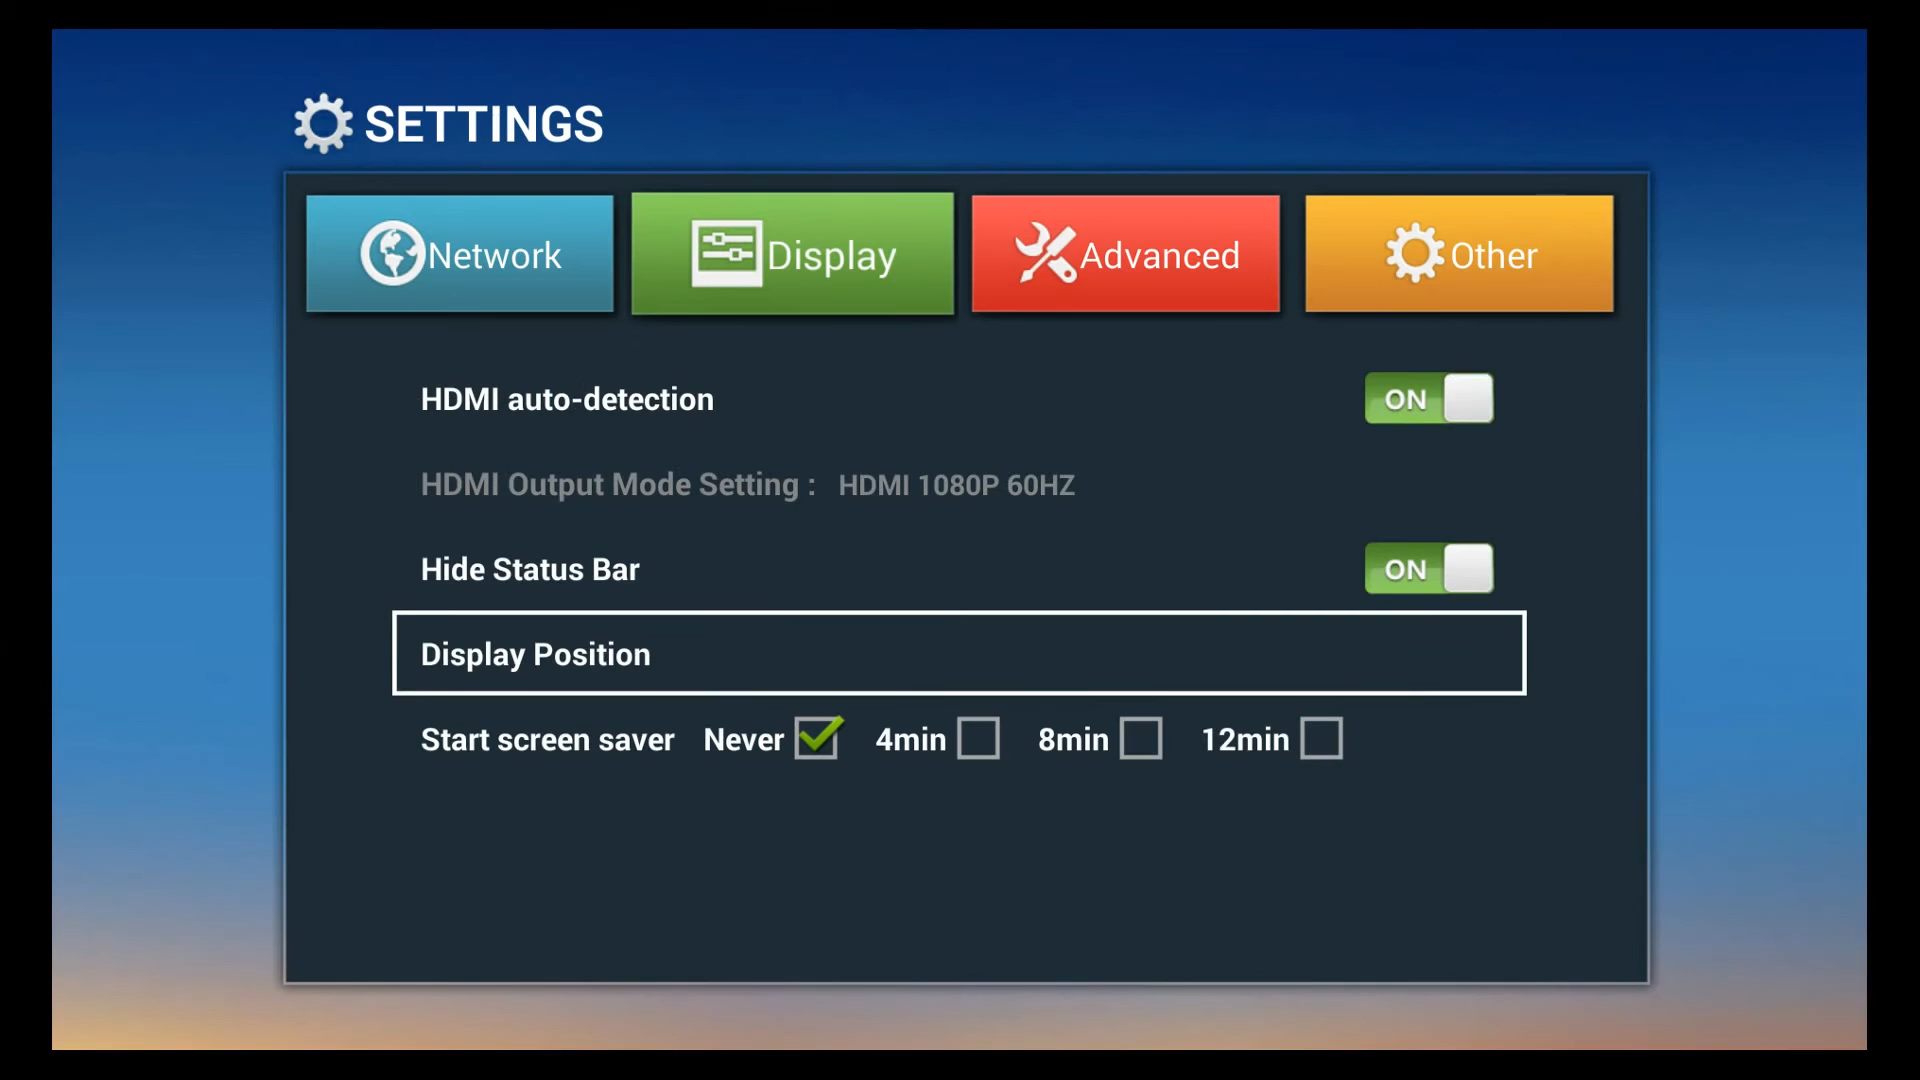 SETTINGS
Network Display Advanced Other
HDMI auto-detection ON
HDMI Output Mode Setting : HDMI 1080P 60HZ
Hide Status Bar ON
Display Position
Start screen saver Never 4min 8min 12min